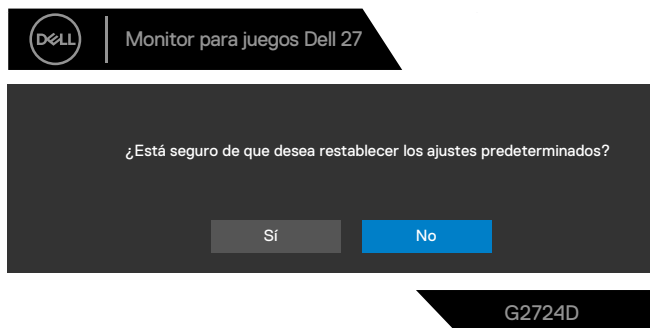 DELL
Monitor para juegos Dell 27
¿Está seguro de que desea restablecer los ajustes predeterminados?
Sí
No
G2724D